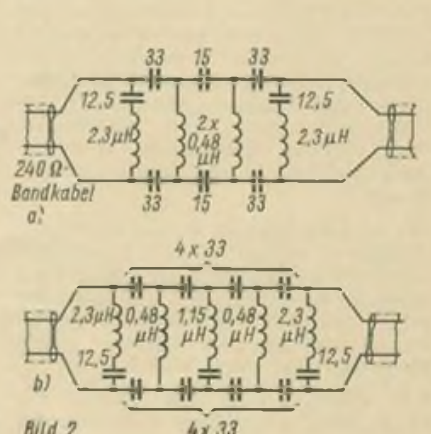 33 15 33
12,5 12,5
2,3µH 2x 0,48 µH 2,3µH
240 Ω-
Bandkabel
a)
33 15 33
4 x 33
2,3µH 0,48 µH 1,15 µH 0,48 µH 2,3 µH
12,5 12,5
b)
Bild 2
4 x 33